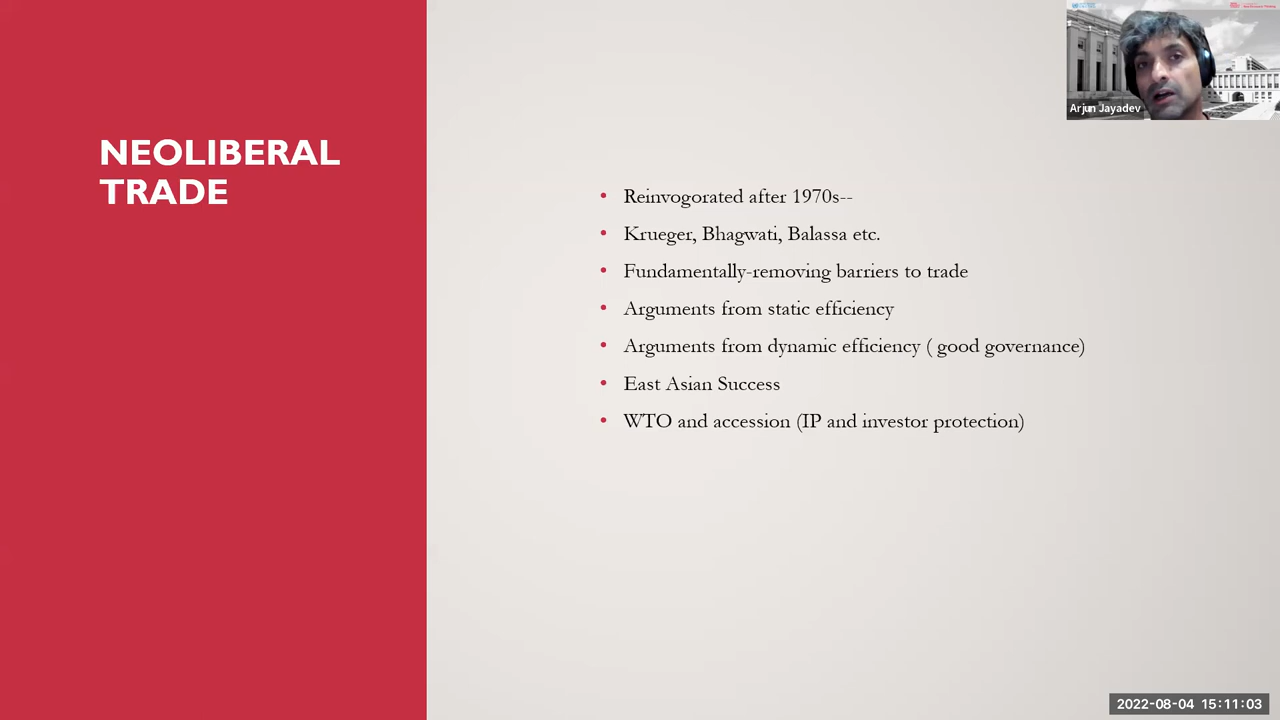 Arjun Jayadev
NEOLIBERAL
TRADE
• Reinvogorated after 1970s--
• Krueger, Bhagwati, Balassa etc.
• Fundamentally-removing barriers to trade
• Arguments from static efficiency
• Arguments from dynamic efficiency ( good governance)
• East Asian Success
• WTO and accession (IP and investor protection)
2022-08-04 15:11:03